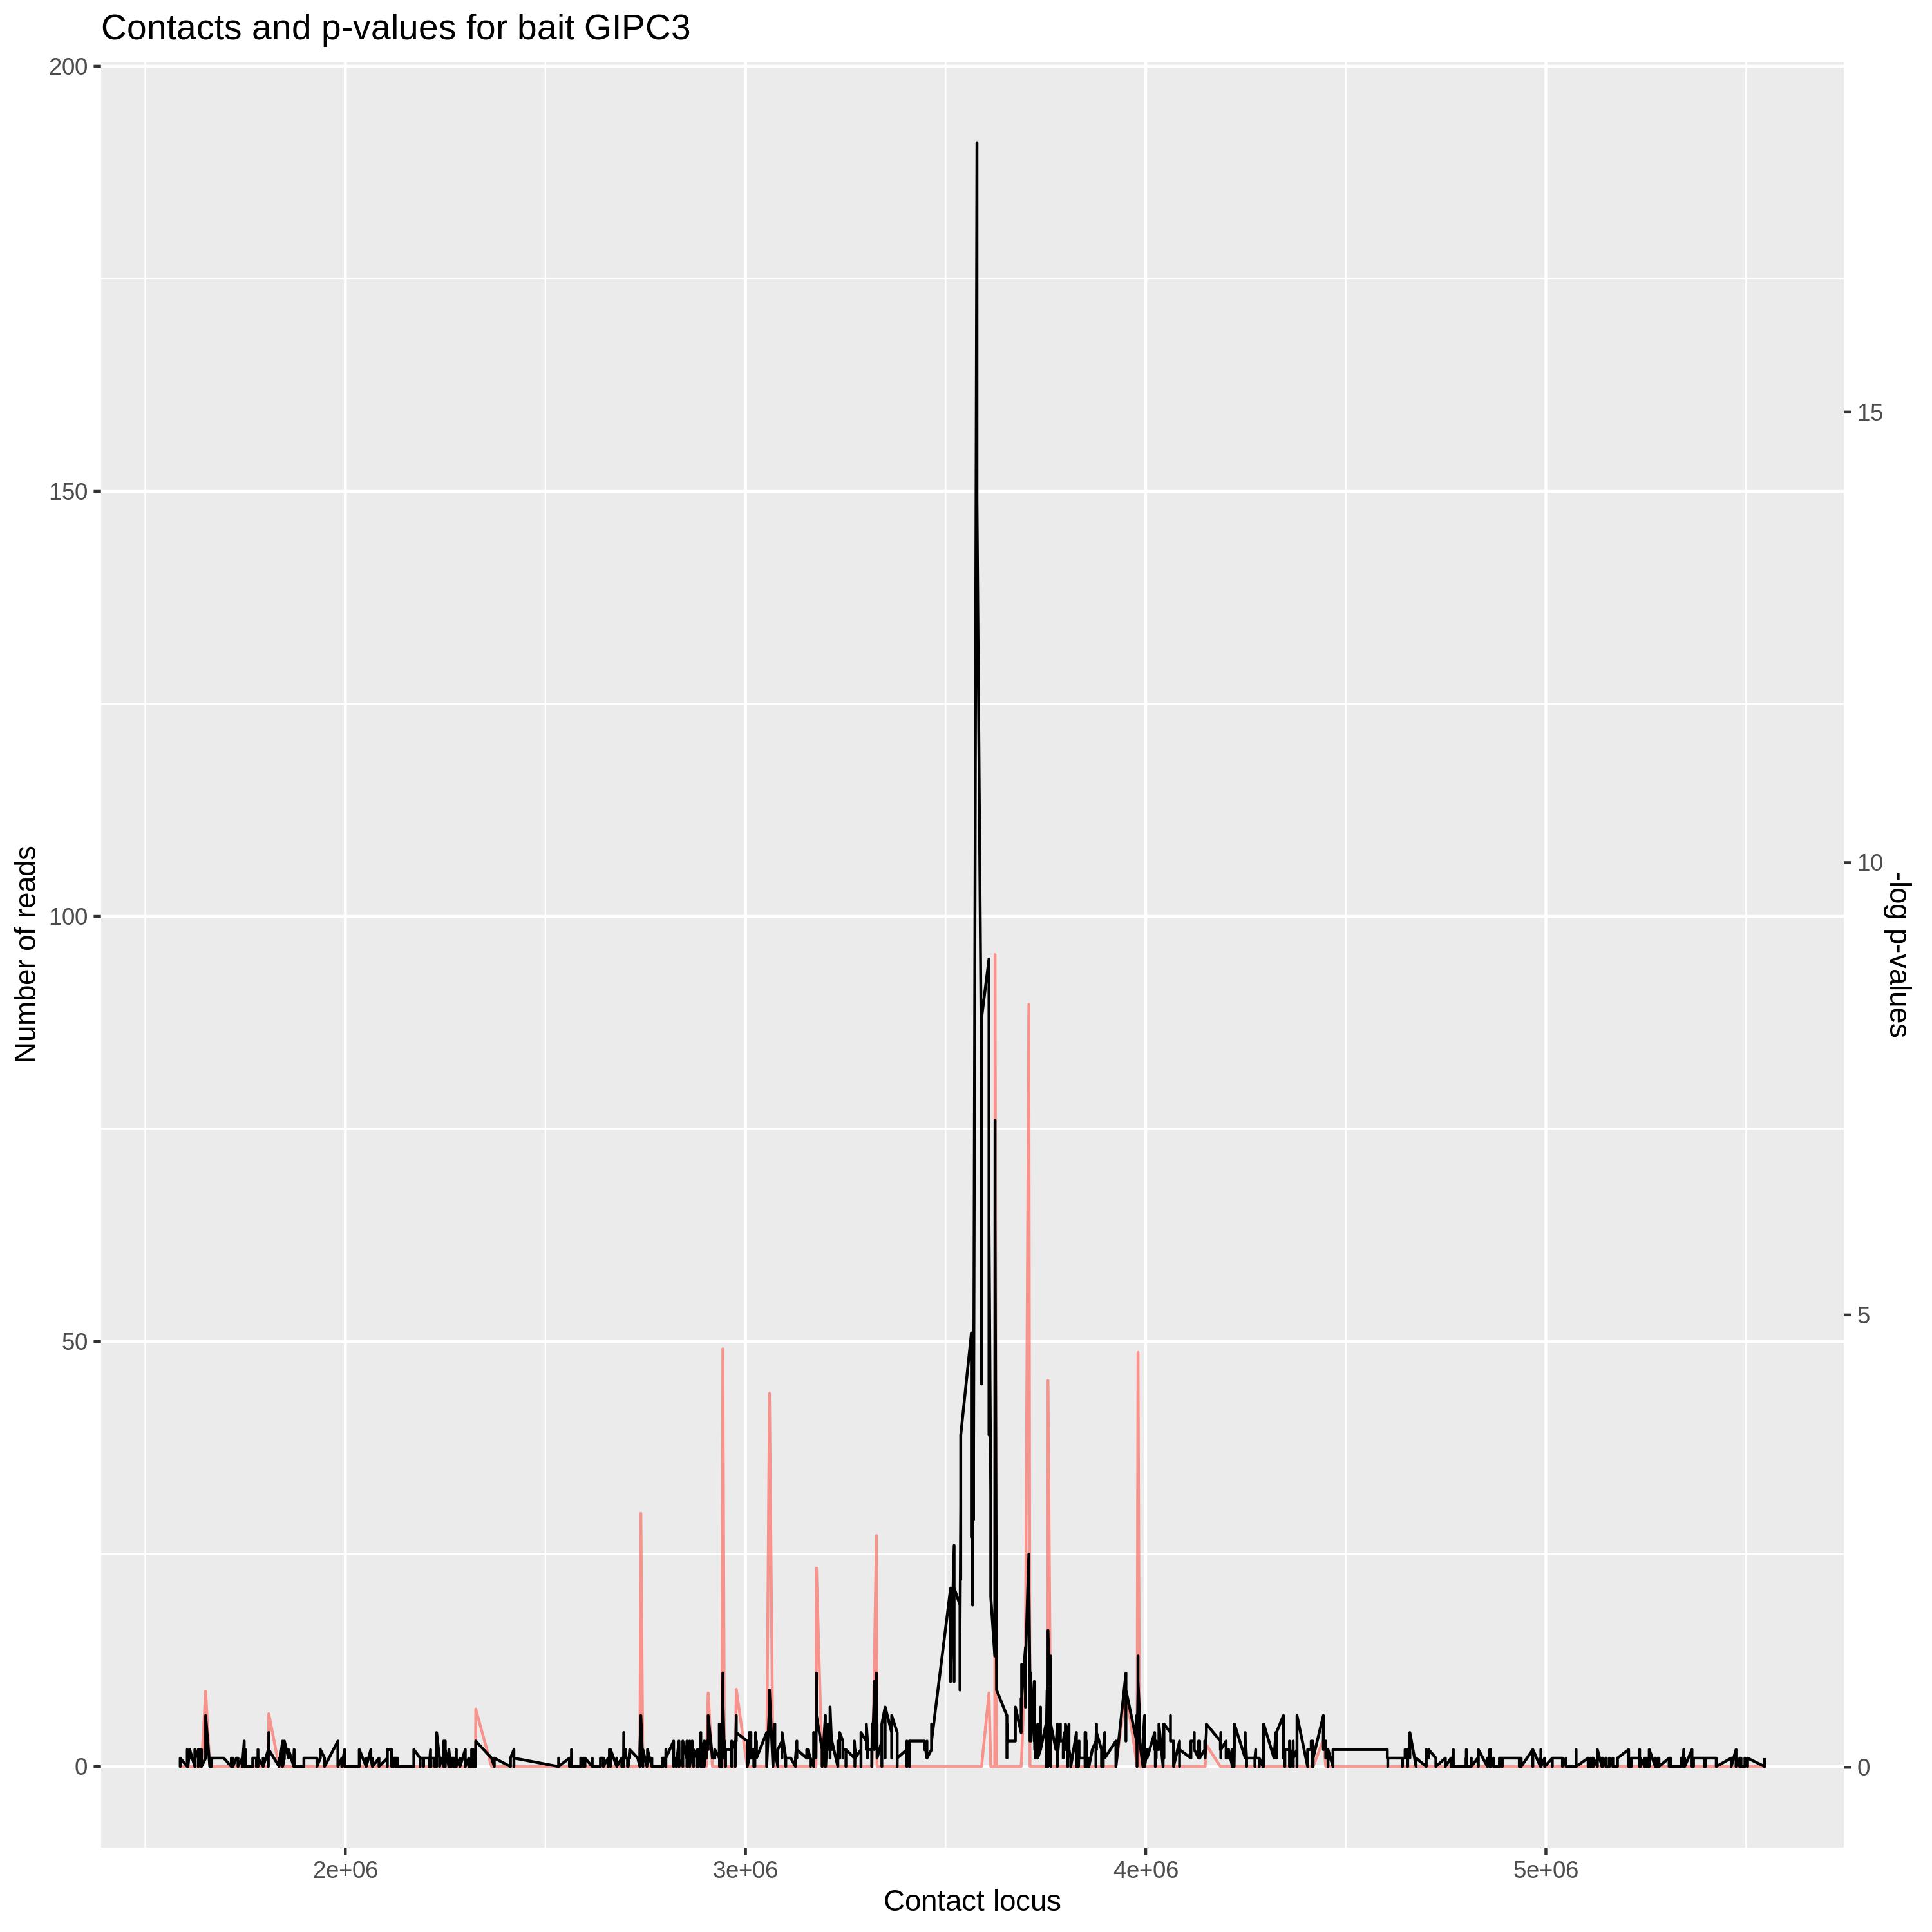 Contacts and p-values for bait GIPC3
200
150
100
50
0
Number of reads
15
10
5
0
-log p-values
2e+06
3e+06
4e+06
5e+06
Contact locus